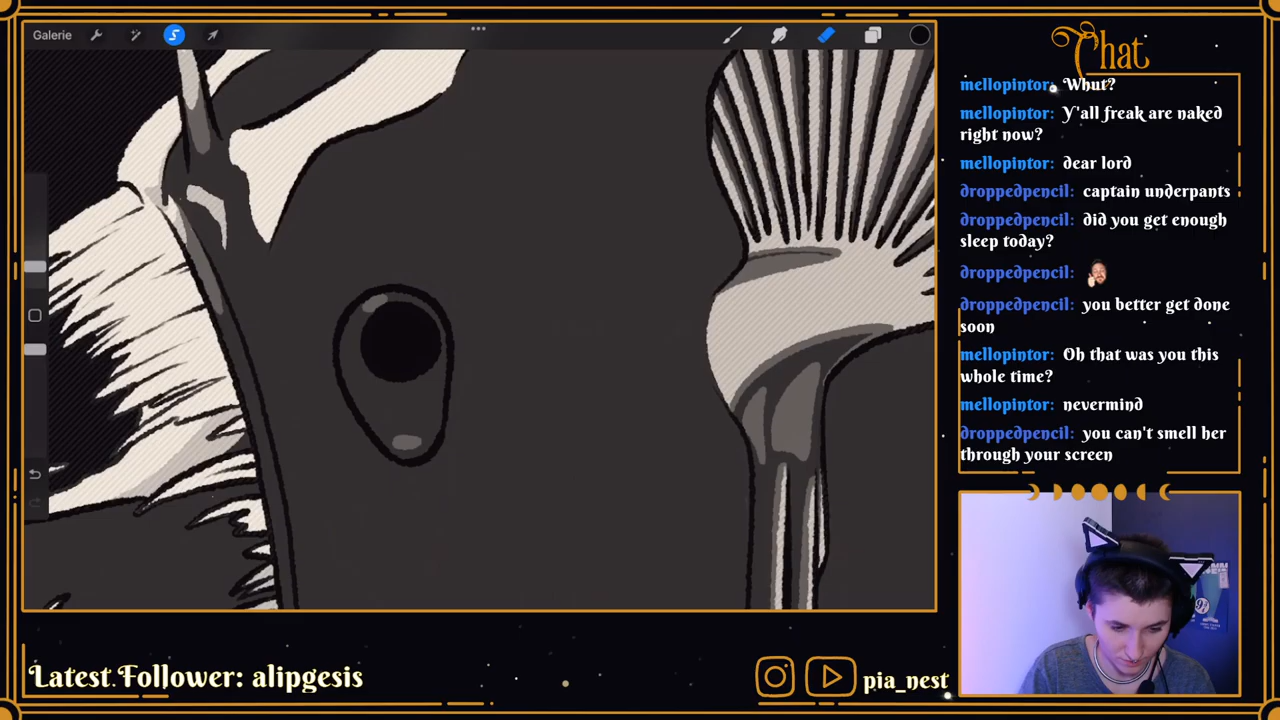 Galerie
Chat
mellopintor: Whut?
mellopintor: Y'all freak are naked
right now?
mellopintor: dear lord
droppedpencil: captain underpants
droppedpencil: did you get enough
sleep today?
droppedpencil:
droppedpencil: you better get done
soon
mellopintor: Oh that was you this
whole time?
mellopintor: nevermind
droppedpencil: you can't smell her
through your screen
Latest Follower: alipgesis
pia_nest